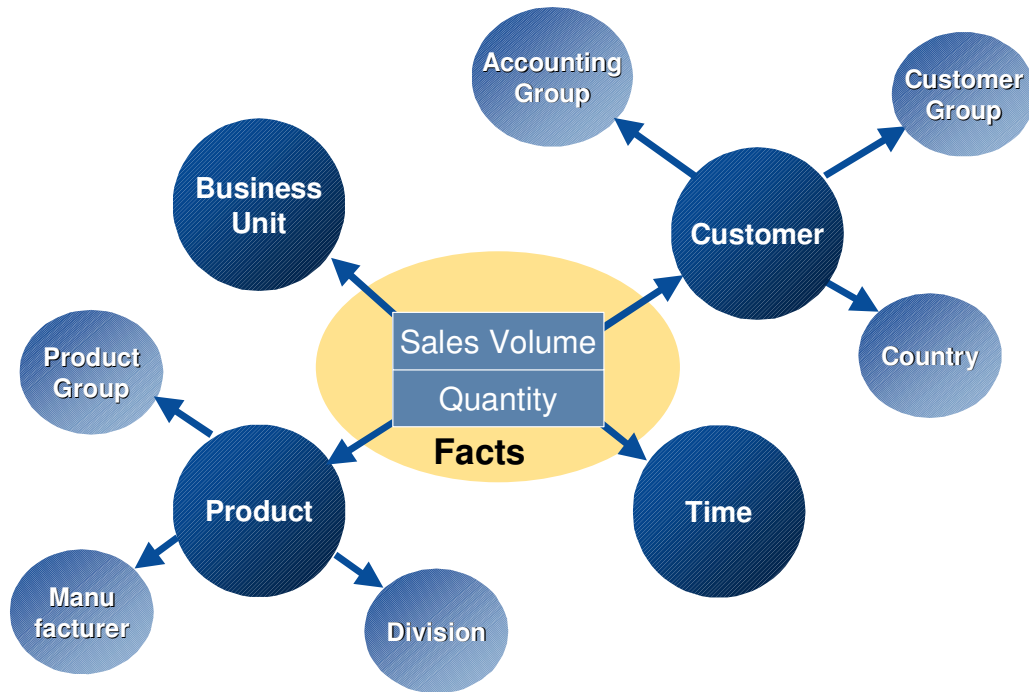 Accounting
Group
Customer
Group
Business
Unit
Customer
Sales Volume
Quantity
Facts
Country
Product
Group
Product
Time
Manu
facturer
Division